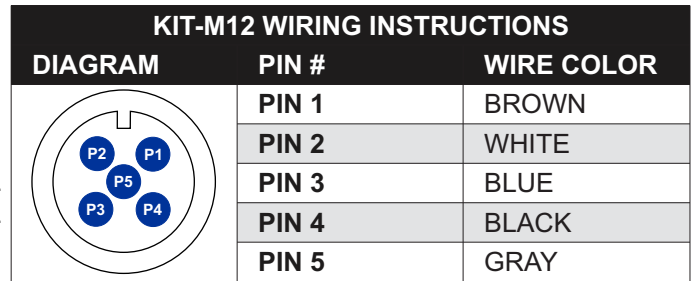 KIT-M12 WIRING INSTRUCTIONS
DIAGRAM PIN # WIRE COLOR
PIN 1 BROWN
PIN 2 WHITE
PIN 3 BLUE
PIN 4 BLACK
PIN 5 GRAY
P2 P1
P5
P3 P4